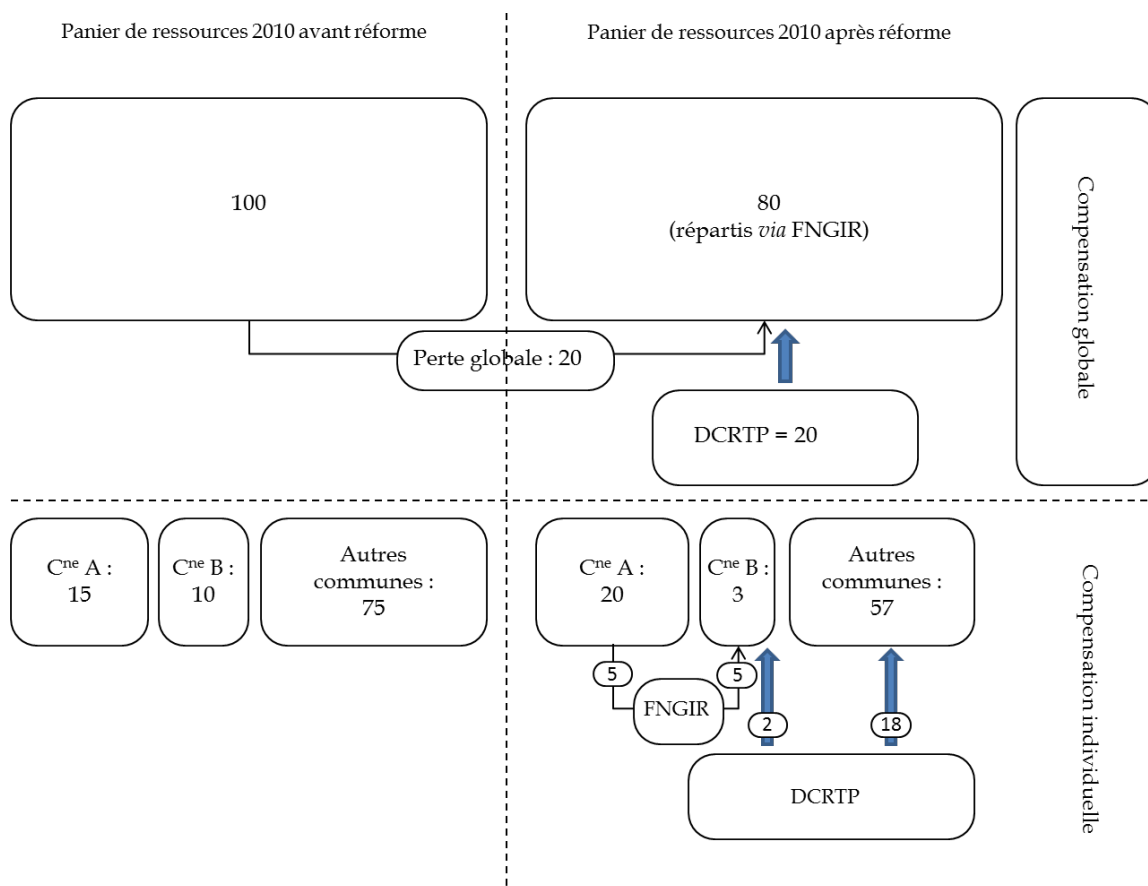 Panier de ressources 2010 avant réforme
Panier de ressources 2010 après réforme
100
80
(répartis via FNGIR)
Compensation globale
Perte globale : 20
DCRTP = 20
Cne A :
15
Cne B :
10
Autres
communes :
75
Cne A :
20
Cne B :
3
Autres
communes :
57
Compensation individuelle
5
5
FNGIR
2
18
DCRTP